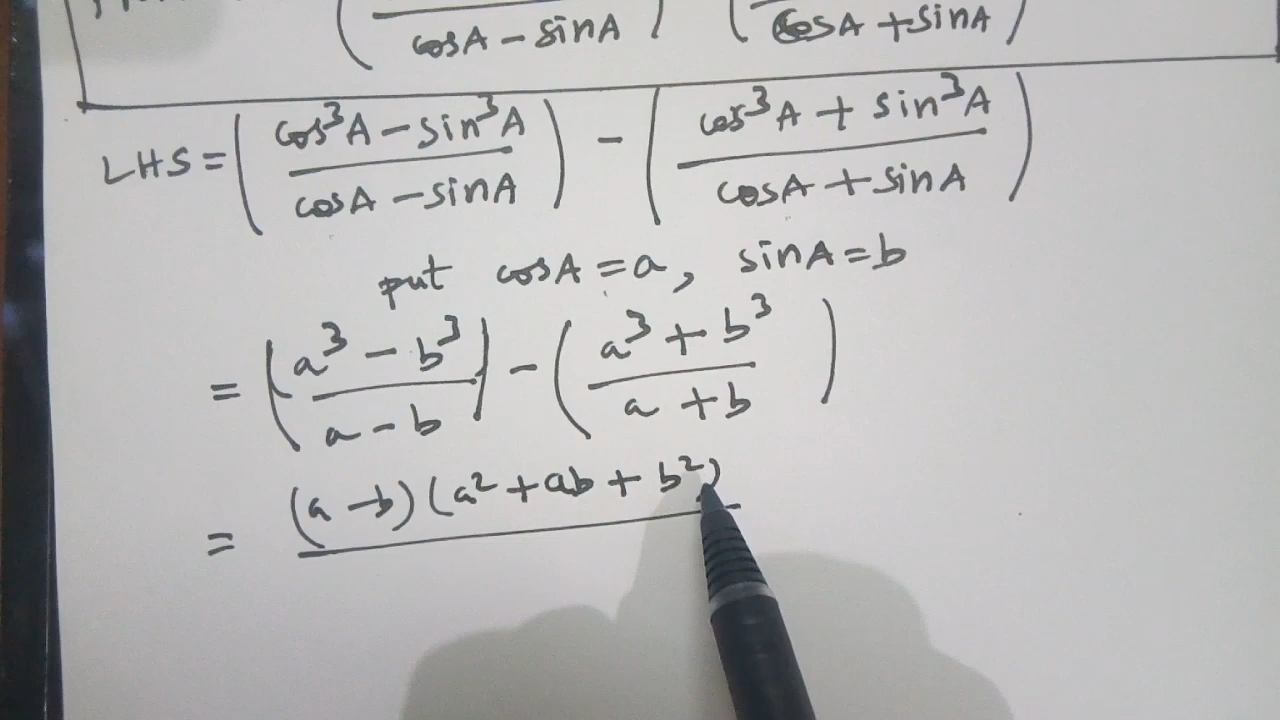 cosA - sinA cosA + sinA
LHS = ( cos³A - sin³A / cosA - sinA ) - ( cos³A + sin³A / cosA + sinA )
put cosA = a, sinA = b
= ( a³ - b³ / a - b ) - ( a³ + b³ / a + b )
= (a - b) (a² + ab + b²)